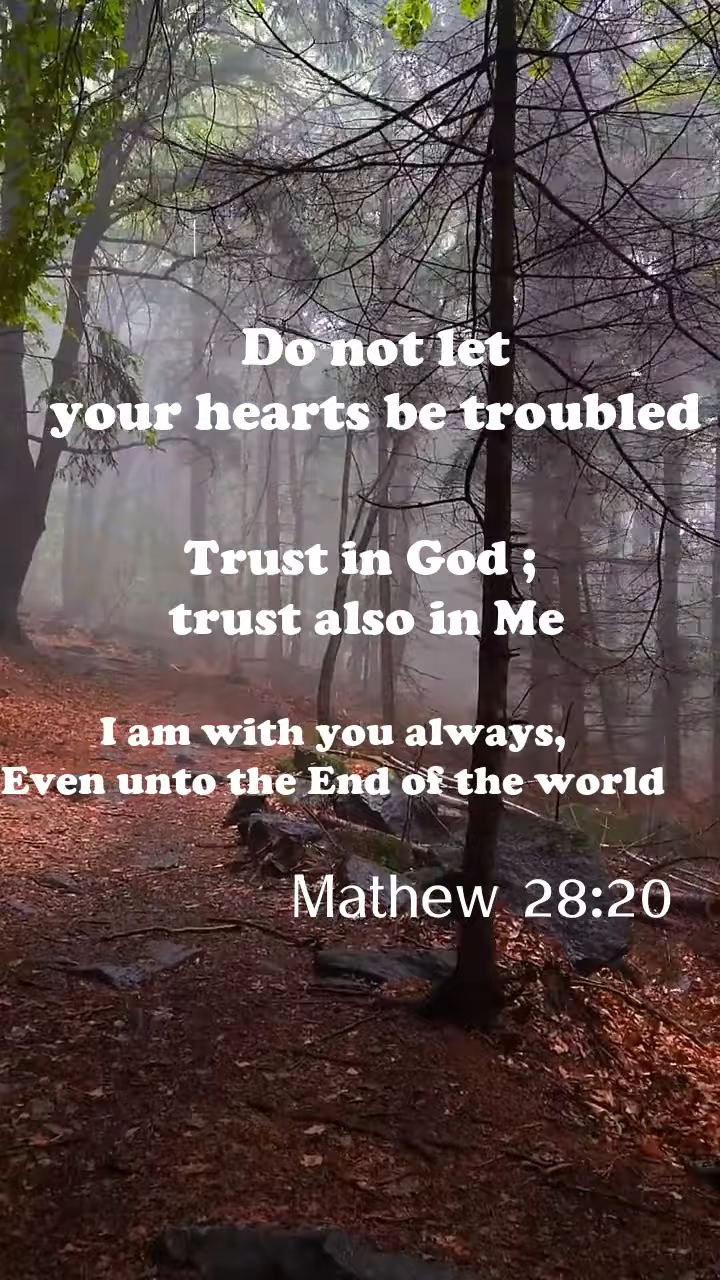 Do not let
your hearts be troubled
Trust in God ;
trust also in Me
I am with you always,
Even unto the End of the world
Mathew 28:20